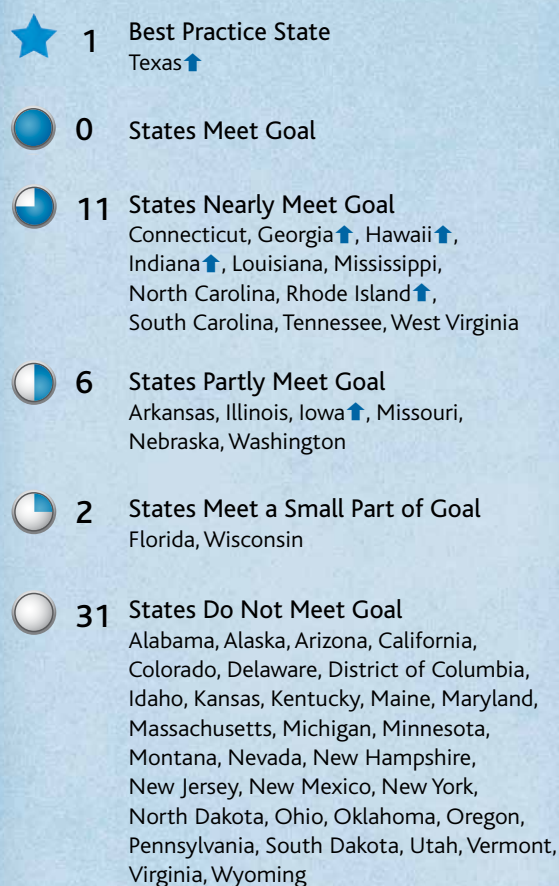 1 Best Practice State
Texas⬆
0 States Meet Goal
11 States Nearly Meet Goal
Connecticut, Georgia⬆, Hawaii⬆,
Indiana⬆, Louisiana, Mississippi,
North Carolina, Rhode Island⬆,
South Carolina, Tennessee, West Virginia
6 States Partly Meet Goal
Arkansas, Illinois, Iowa⬆, Missouri,
Nebraska, Washington
2 States Meet a Small Part of Goal
Florida, Wisconsin
31 States Do Not Meet Goal
Alabama, Alaska, Arizona, California,
Colorado, Delaware, District of Columbia,
Idaho, Kansas, Kentucky, Maine, Maryland,
Massachusetts, Michigan, Minnesota,
Montana, Nevada, New Hampshire,
New Jersey, New Mexico, New York,
North Dakota, Ohio, Oklahoma, Oregon,
Pennsylvania, South Dakota, Utah, Vermont,
Virginia, Wyoming